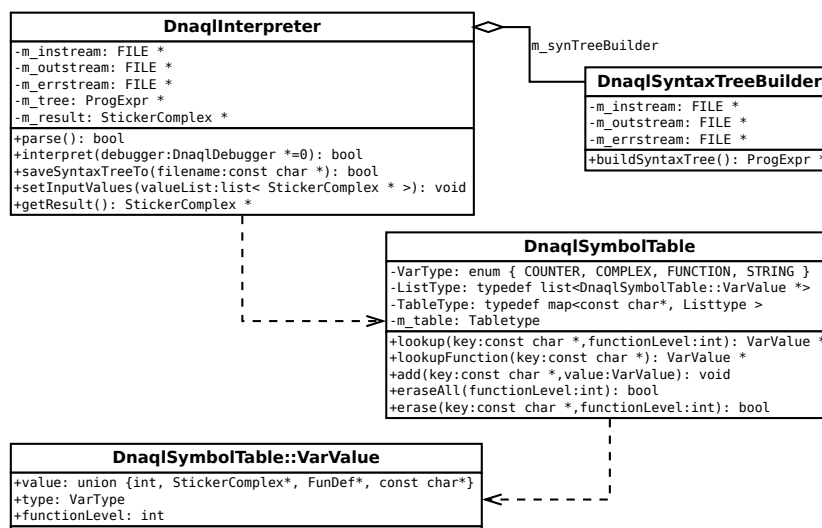 DnaqlInterpreter
-m_instream: FILE *
-m_outstream: FILE *
-m_errstream: FILE *
-m_tree: ProgExpr *
-m_result: StickerComplex *
+parse(): bool
+interpret(debugger:DnaqlDebugger *=0): bool
+saveSyntaxTreeTo(filename:const char *): bool
+setInputValues(valueList:list< StickerComplex * >): void
+getResult(): StickerComplex *
m_synTreeBuilder
DnaqlSyntaxTreeBuilder
-m_instream: FILE *
-m_outstream: FILE *
-m_errstream: FILE *
+buildSyntaxTree(): ProgExpr *
DnaqlSymbolTable
-VarType: enum { COUNTER, COMPLEX, FUNCTION, STRING }
-ListType: typedef list<DnaqlSymbolTable::VarValue *>
-TableType: typedef map<const char*, Listtype >
-m_table: Tabletype
+lookup(key:const char *,functionLevel:int): VarValue *
+lookupFunction(key:const char *): VarValue *
+add(key:const char *,value:VarValue): void
+eraseAll(functionLevel:int): bool
+erase(key:const char *,functionLevel:int): bool
DnaqlSymbolTable::VarValue
+value: union {int, StickerComplex*, FunDef*, const char*}
+type: VarType
+functionLevel: int